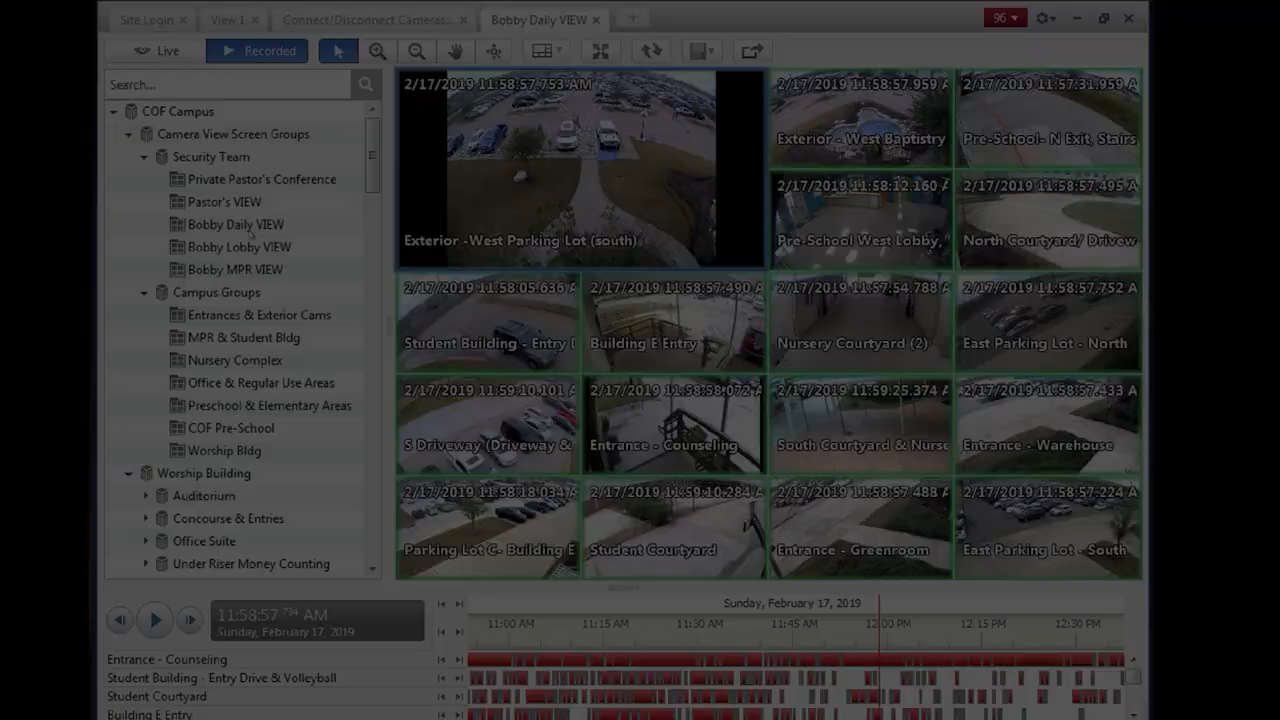 Site Login
View 1
Connect/Disconnect Cameras...
Bobby Daily VIEW
96
Live
Recorded
Search...
COF Campus
Camera View Screen Groups
Security Team
Private Pastor's Conference
Pastor's VIEW
Bobby Daily VIEW
Bobby Lobby VIEW
Bobby MPR VIEW
Campus Groups
Entrances & Exterior Cams
MPR & Student Bldg
Nursery Complex
Office & Regular Use Areas
Preschool & Elementary Areas
COF Pre-School
Worship Bldg
Worship Building
Auditorium
Concourse & Entries
Office Suite
Under Riser Money Counting
2/17/2019 11:58:57.753 AM
Exterior -West Parking Lot (south)
2/17/2019 11:58:57.959 A
Exterior - West Baptistry
2/17/2019 11:57:31.959 A
Pre-School- N Exit, Stairs
2/17/2019 11:58:12.160 A
Pre-School West Lobby,
2/17/2019 11:58:57.495 A
North Courtyard/ Drivew
2/17/2019 11:58:05.636 A
Student Building - Entry D
2/17/2019 11:58:57.490 A
Building E Entry
2/17/2019 11:57:54.788 A
Nursery Courtyard (2)
2/17/2019 11:58:57.752 A
East Parking Lot - North
2/17/2019 11:59:10.101 A
S Driveway (Driveway &
2/17/2019 11:58:58.072 A
Entrance - Counseling
2/17/2019 11:59:25.374 A
South Courtyard & Nurse
2/17/2019 11:58:57.433 A
Entrance - Warehouse
2/17/2019 11:58:18.034 A
Parking Lot C- Building E
2/17/2019 11:59:10.284 A
Student Courtyard
2/17/2019 11:58:57.488 A
Entrance - Greenroom
2/17/2019 11:58:57.224 A
East Parking Lot - South
11:58:57 .734 AM
Sunday, February 17, 2019
Sunday, February 17, 2019
11:00 AM 11:15 AM 11:30 AM 11:45 AM 12:00 PM 12:15 PM 12:30 PM
Entrance - Counseling
Student Building - Entry Drive & Volleyball
Student Courtyard
Building E Entry